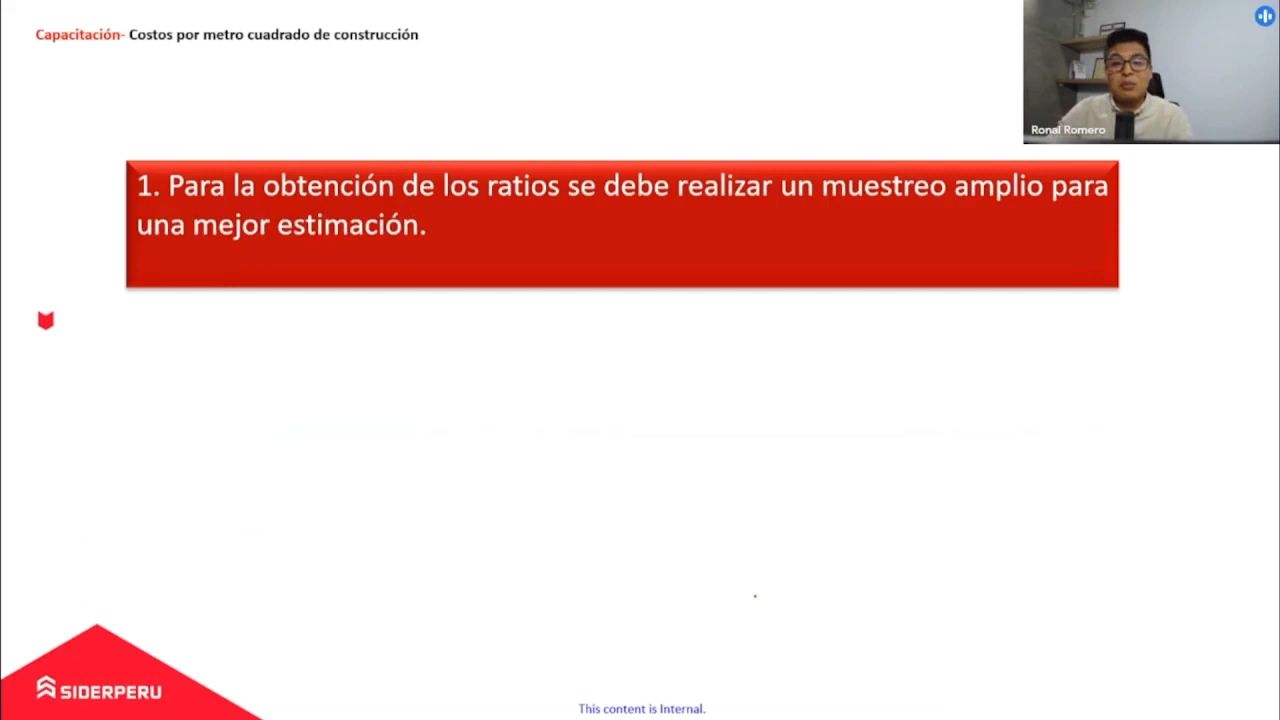 Capacitación- Costos por metro cuadrado de construcción
Ronal Romero
1. Para la obtención de los ratios se debe realizar un muestreo amplio para
una mejor estimación.
SIDERPERU
This content is Internal.